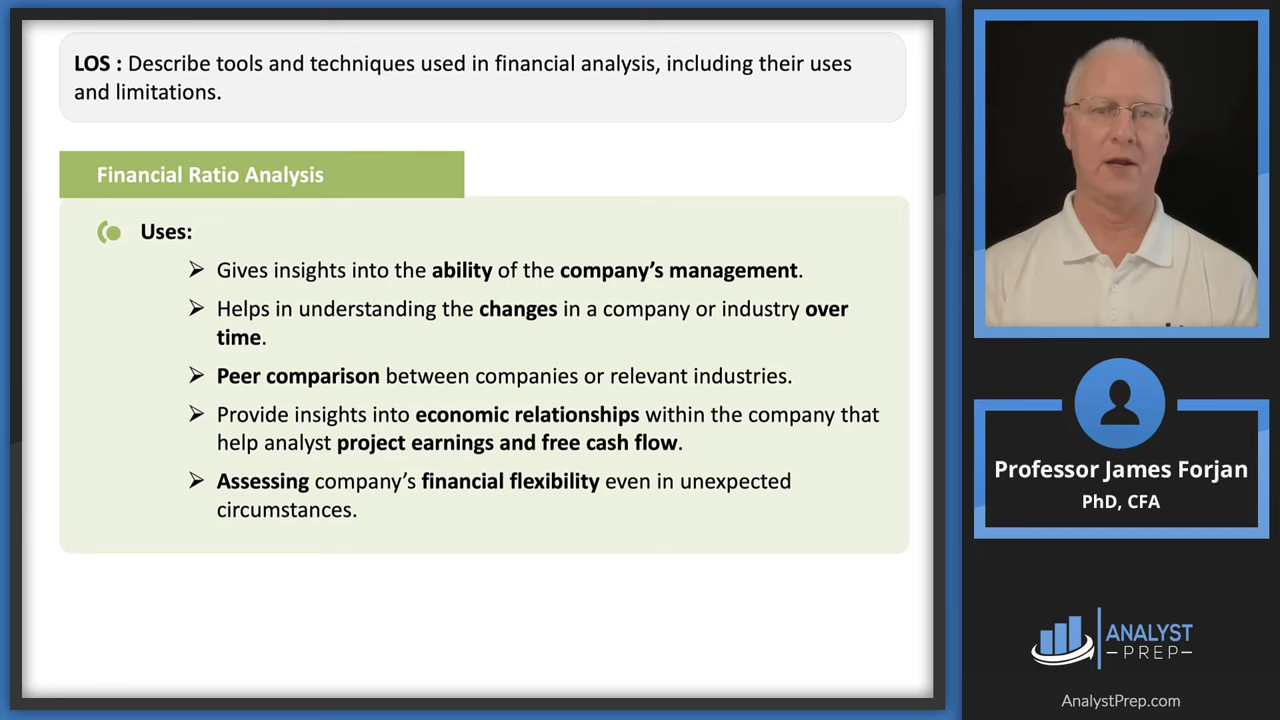 LOS : Describe tools and techniques used in financial analysis, including their uses
and limitations.
Financial Ratio Analysis
Uses:
Gives insights into the ability of the company’s management.
Helps in understanding the changes in a company or industry over
time.
Peer comparison between companies or relevant industries.
Provide insights into economic relationships within the company that
help analyst project earnings and free cash flow.
Assessing company’s financial flexibility even in unexpected
circumstances.
Professor James Forjan
PhD, CFA
ANALYST
PREP
AnalystPrep.com